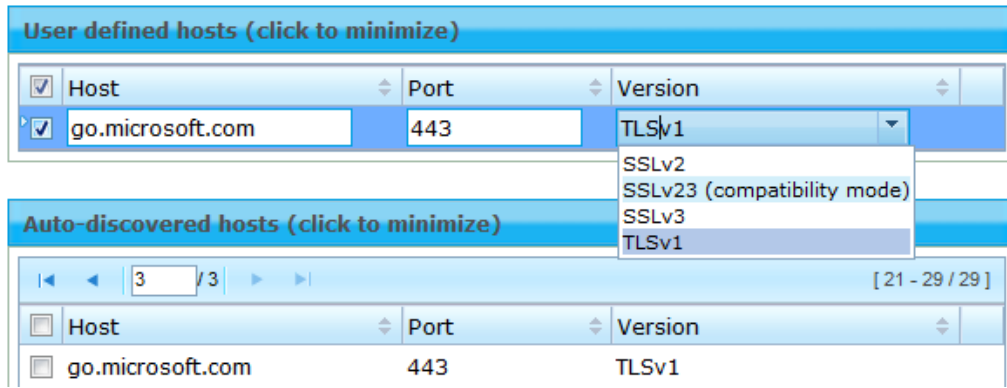 User defined hosts (click to minimize)
Host Port Version
go.microsoft.com 443 TLSv1
SSLv2
SSLv23 (compatibility mode)
SSLv3
TLSv1
Auto-discovered hosts (click to minimize)
3 / 3 [ 21 - 29 / 29 ]
Host Port Version
go.microsoft.com 443 TLSv1